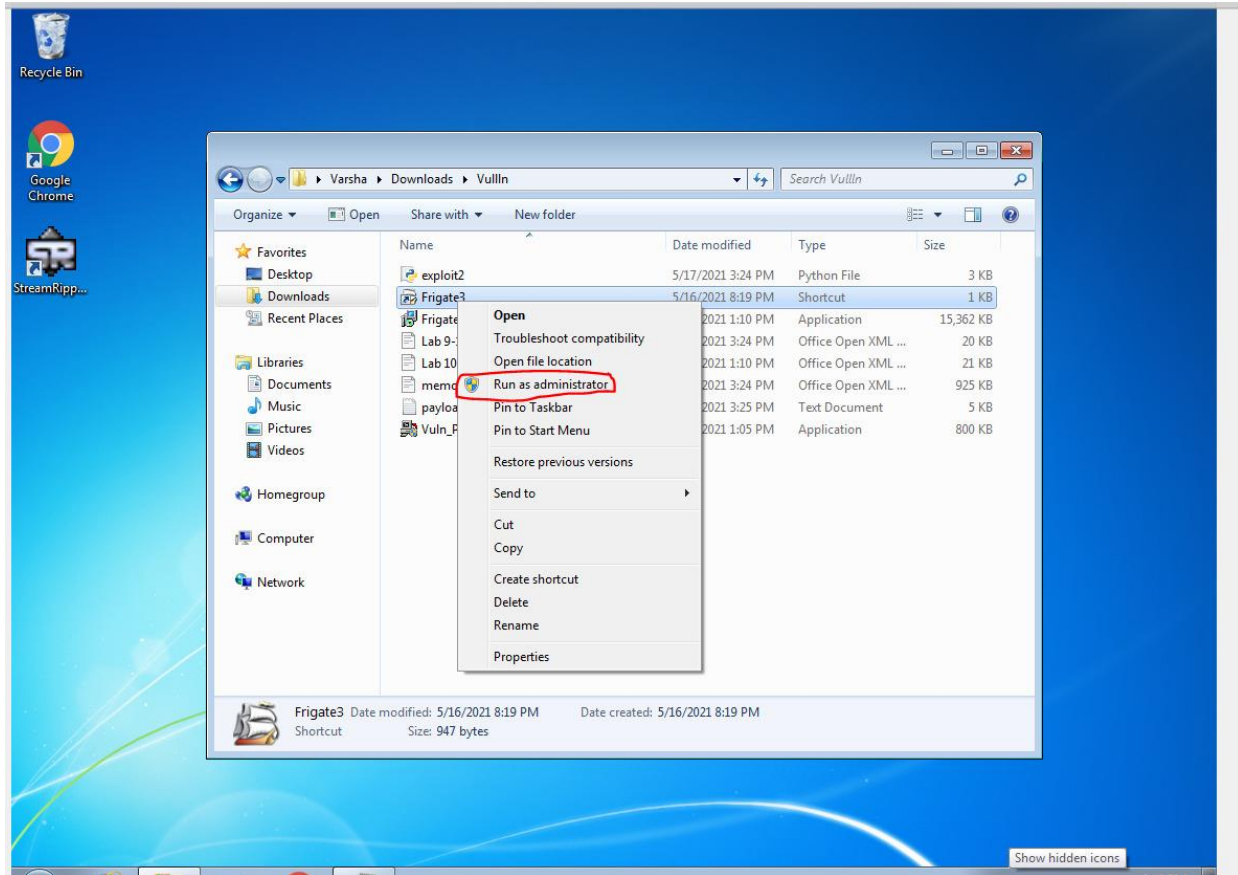 Recycle Bin
Google
Chrome
StreamRipp...
Varsha Downloads Vullln
Search Vullln
Organize Open Share with New folder
Name Date modified Type Size
Favorites
Desktop
Downloads
Recent Places
Libraries
Documents
Music
Pictures
Videos
Homegroup
Computer
Network
exploit2 5/17/2021 3:24 PM Python File 3 KB
Frigate3 5/16/2021 8:19 PM Shortcut 1 KB
Frigate 2021 1:10 PM Application 15,362 KB
Lab 9- 2021 3:24 PM Office Open XML ... 20 KB
Lab 10 2021 1:10 PM Office Open XML ... 21 KB
memo 2021 3:24 PM Office Open XML ... 925 KB
payloa 2021 3:25 PM Text Document 5 KB
Vuln_P 2021 1:05 PM Application 800 KB
Open
Troubleshoot compatibility
Open file location
Run as administrator
Pin to Taskbar
Pin to Start Menu
Restore previous versions
Send to
Cut
Copy
Create shortcut
Delete
Rename
Properties
Frigate3 Date modified: 5/16/2021 8:19 PM Date created: 5/16/2021 8:19 PM
Shortcut Size: 947 bytes
Show hidden icons